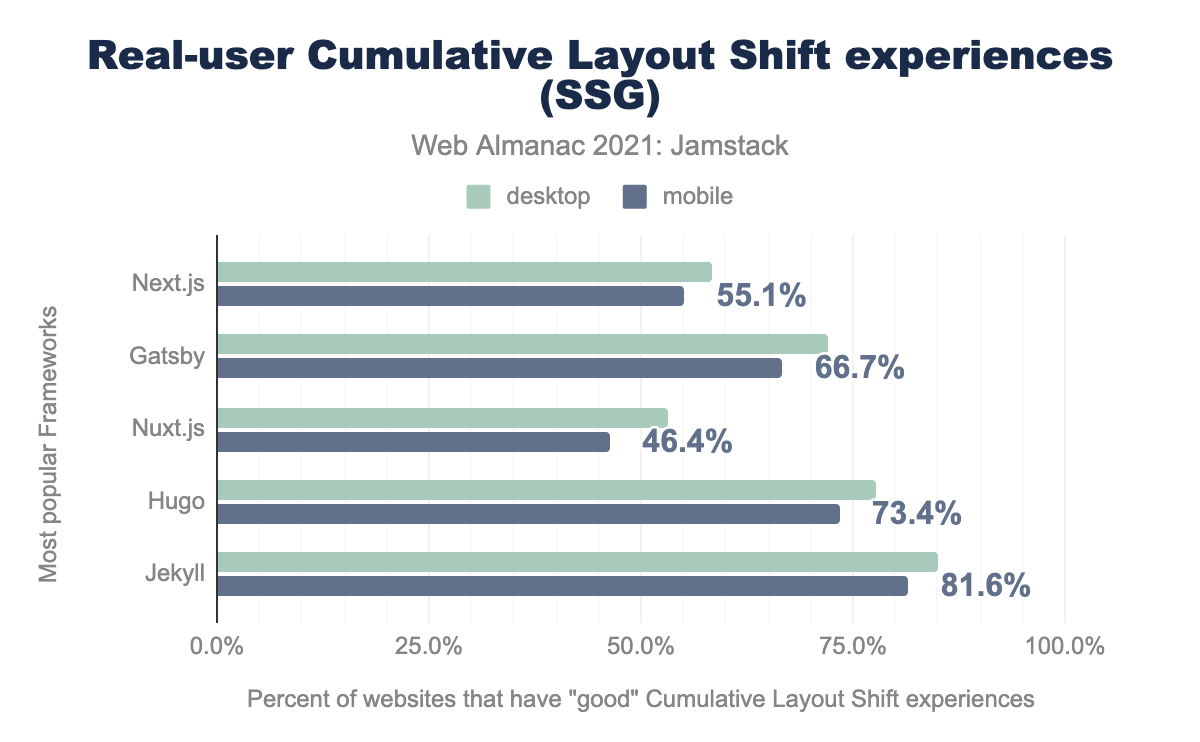 Real-user Cumulative Layout Shift experiences
(SSG)
Web Almanac 2021: Jamstack
desktop mobile
Most popular Frameworks
Next.js 55.1%
Gatsby 66.7%
Nuxt.js 46.4%
Hugo 73.4%
Jekyll 81.6%
0.0% 25.0% 50.0% 75.0% 100.0%
Percent of websites that have "good" Cumulative Layout Shift experiences